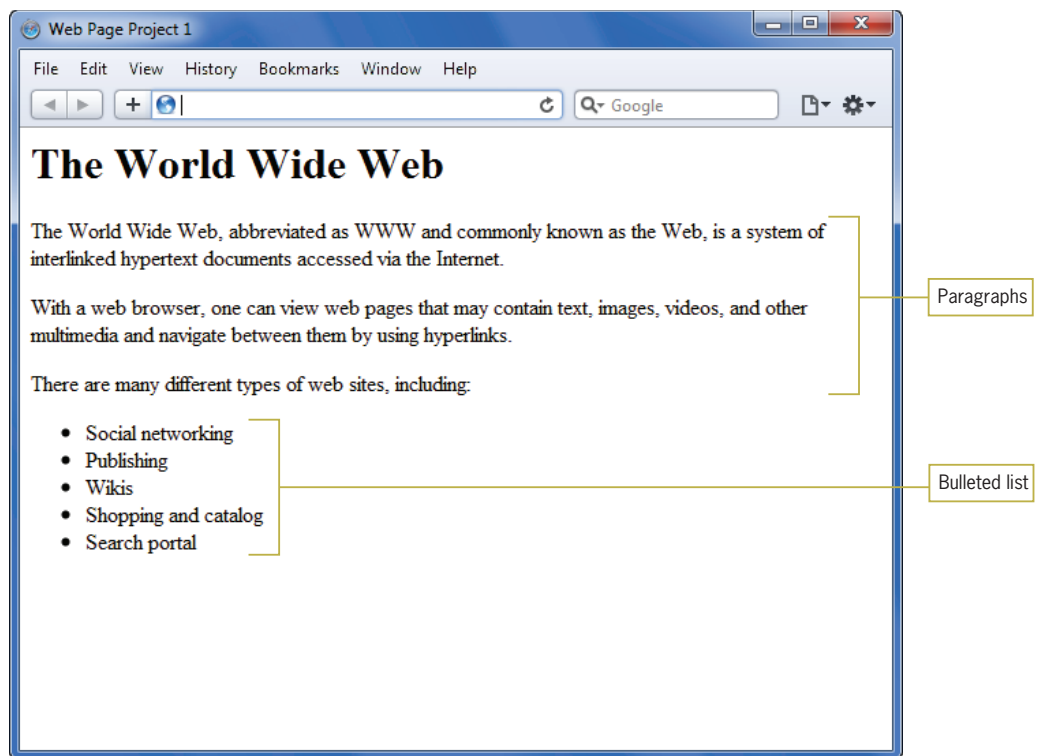 Web Page Project 1
File Edit View History Bookmarks Window Help
Google
The World Wide Web
The World Wide Web, abbreviated as WWW and commonly known as the Web, is a system of
interlinked hypertext documents accessed via the Internet.
With a web browser, one can view web pages that may contain text, images, videos, and other
multimedia and navigate between them by using hyperlinks.
There are many different types of web sites, including:
• Social networking
• Publishing
• Wikis
• Shopping and catalog
• Search portal
Paragraphs
Bulleted list